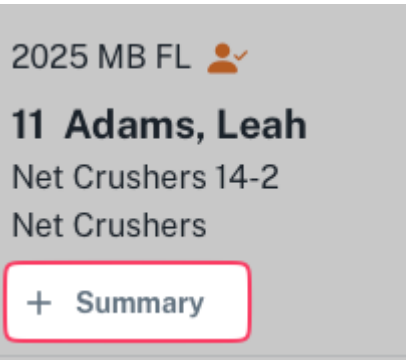 2025 MB FL
11 Adams, Leah
Net Crushers 14-2
Net Crushers
+ Summary